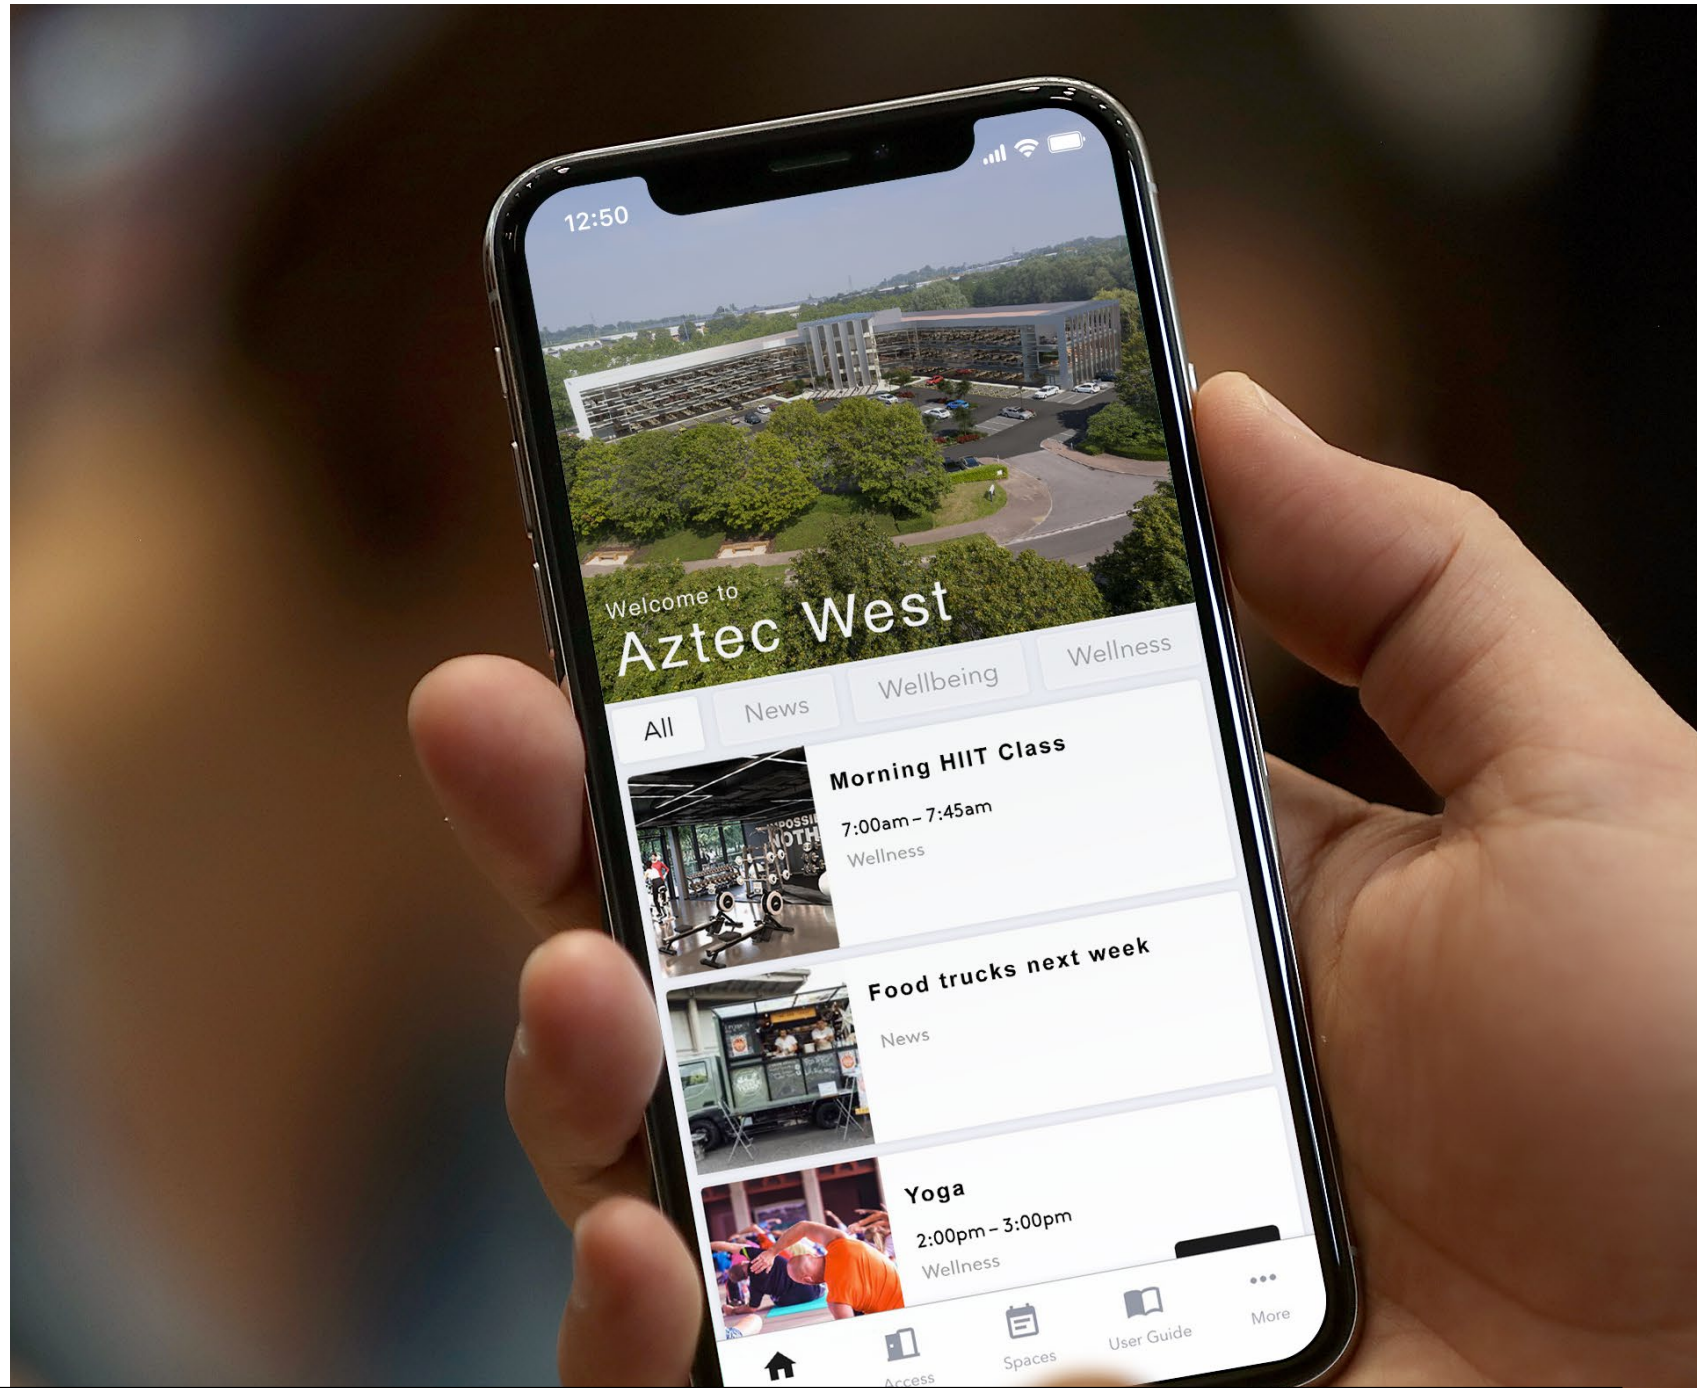 12:50
Welcome to
Aztec West
All
News
Wellbeing
Wellness
Morning HIIT Class
7:00am – 7:45am
Wellness
NOTH
Food trucks next week
News
Yoga
2:00pm – 3:00pm
Wellness
Access
Spaces
User Guide
More